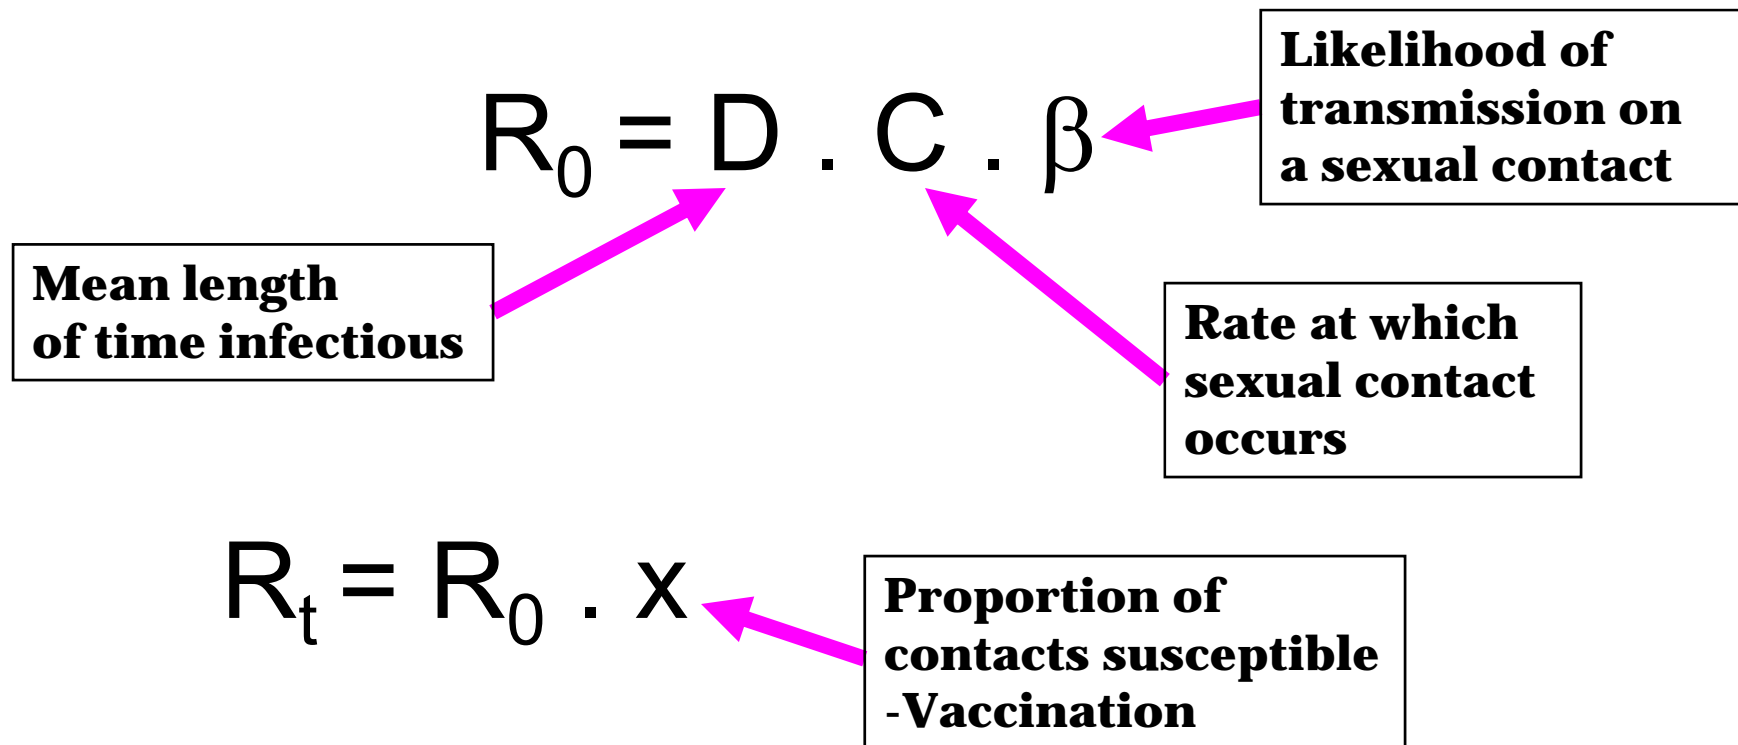 Likelihood of
transmission on
a sexual contact
R₀ = D . C . β
Mean length
of time infectious
Rate at which
sexual contact
occurs
Rₜ = R₀ . x
Proportion of
contacts susceptible
-Vaccination